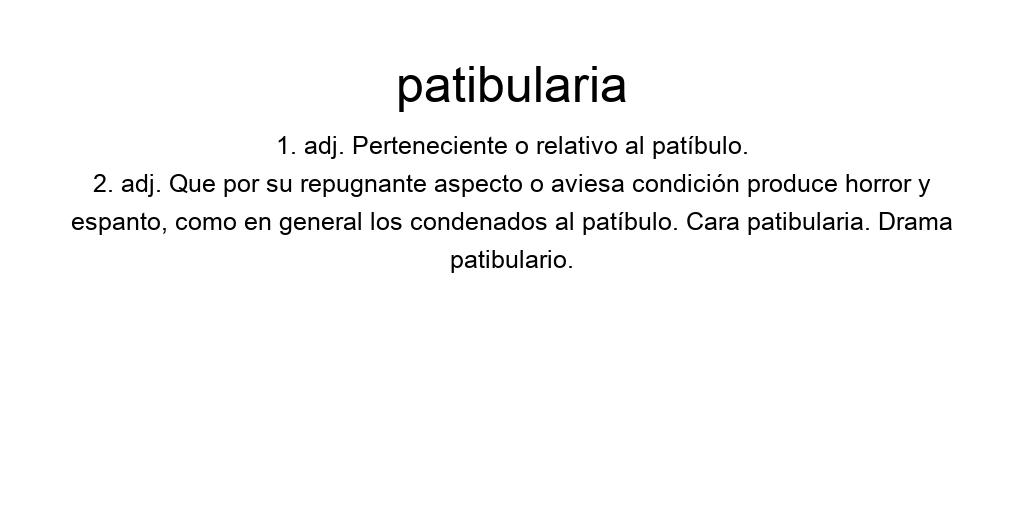 patibularia
1. adj. Perteneciente o relativo al patíbulo.
2. adj. Que por su repugnante aspecto o aviesa condición produce horror y
espanto, como en general los condenados al patíbulo. Cara patibularia. Drama
patibulario.